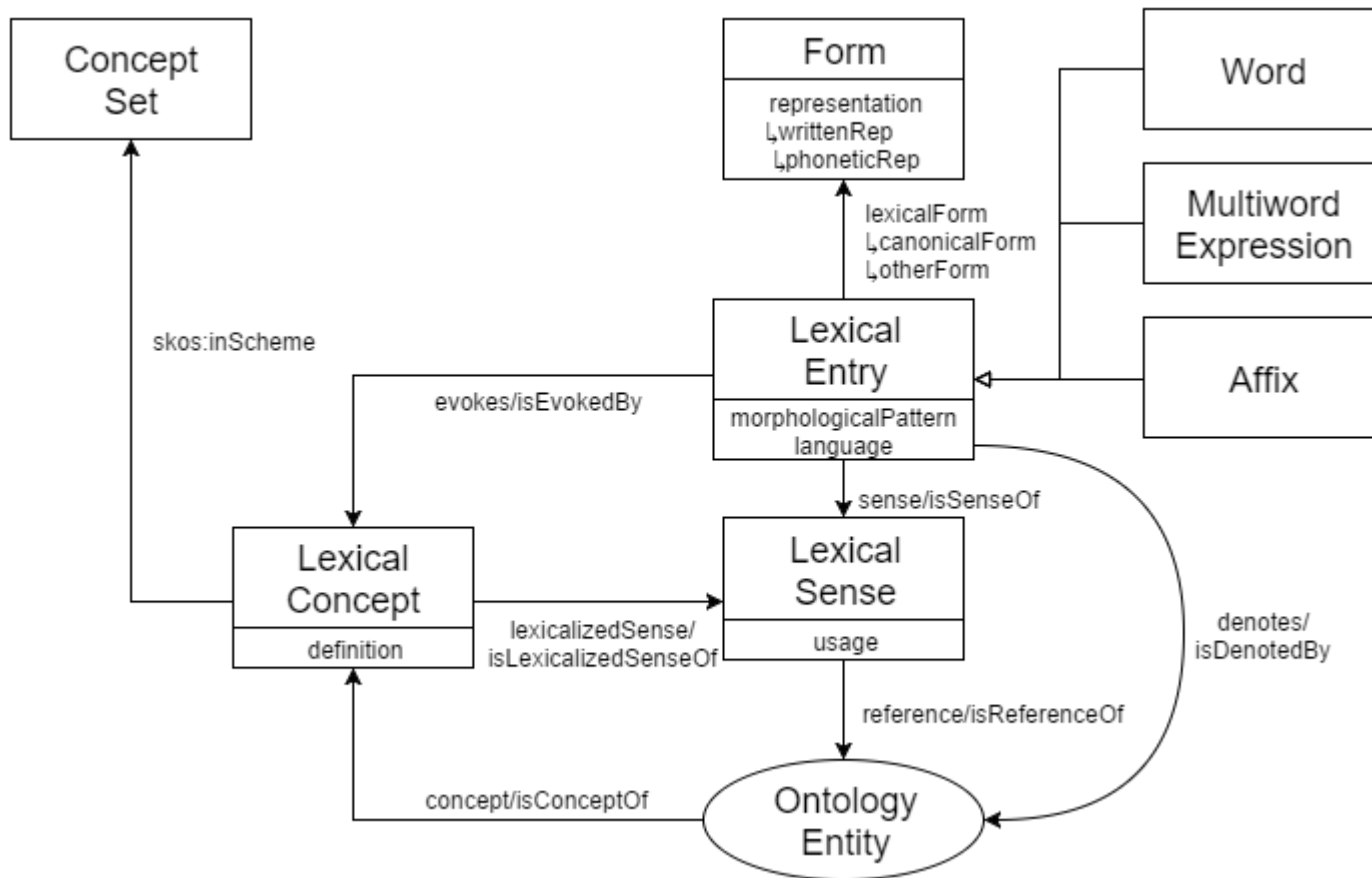 Concept
Set
Form
representation
↳writtenRep
↳phoneticRep
Word
Multiword
Expression
Affix
lexicalForm
↳canonicalForm
↳otherForm
skos:inScheme
Lexical
Entry
morphologicalPattern
language
evokes/isEvokedBy
sense/isSenseOf
Lexical
Concept
definition
lexicalizedSense/
isLexicalizedSenseOf
Lexical
Sense
usage
denotes/
isDenotedBy
reference/isReferenceOf
concept/isConceptOf
Ontology
Entity